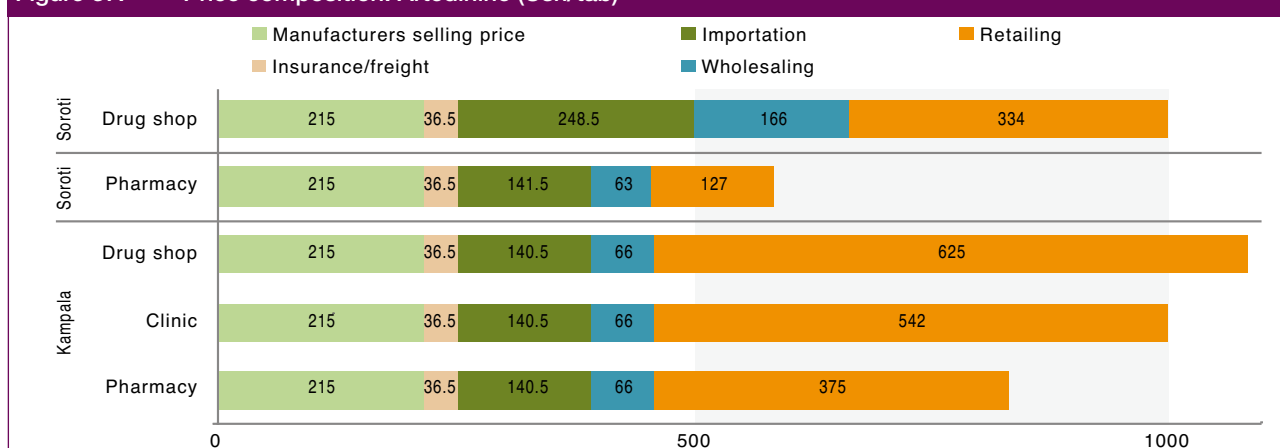 Manufacturers selling price Importation Retailing
Insurance/freight Wholesaling
Soroti Drug shop 215 36.5 248.5 166 334
Soroti Pharmacy 215 36.5 141.5 63 127
Kampala
Drug shop 215 36.5 140.5 66 625
Clinic 215 36.5 140.5 66 542
Pharmacy 215 36.5 140.5 66 375
0 500 1000